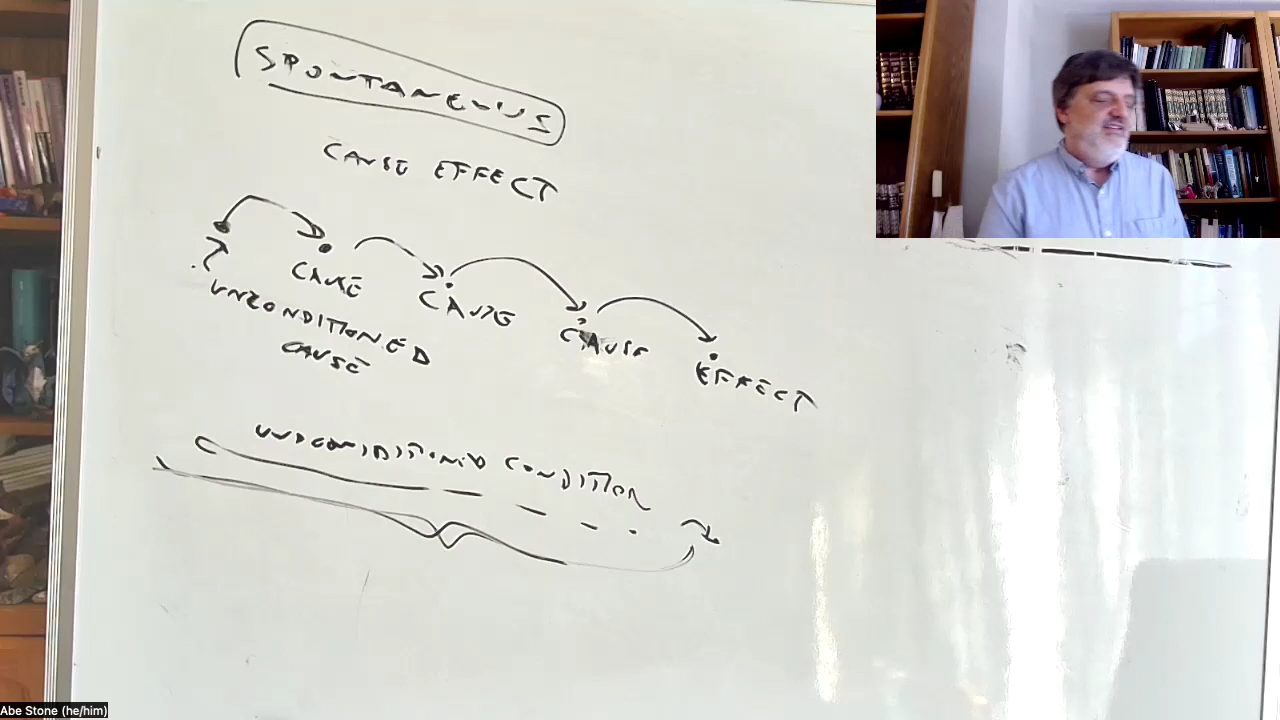 SPONTANEOUS
CAUSE EFFECT
CAUSE
CAUSE
CAUSE
EFFECT
UNCONDITIONED
CAUSE
UNCONDITIONED CONDITION
Abe Stone (he/him)